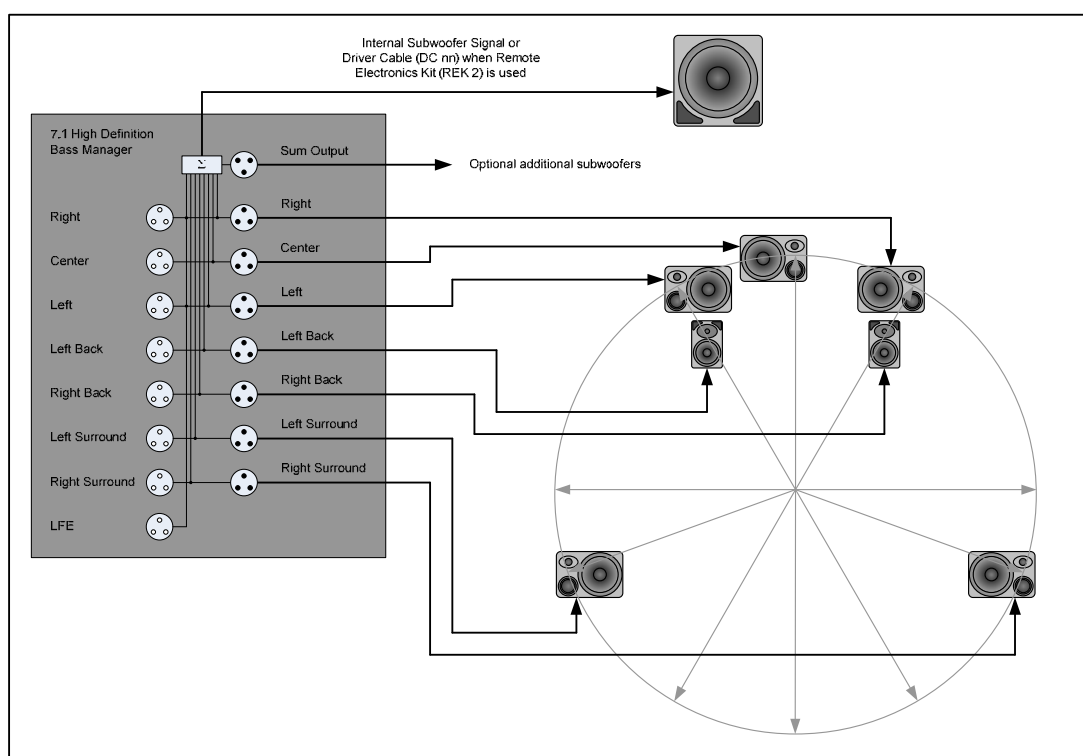 Internal Subwoofer Signal or
Driver Cable (DC nn) when Remote
Electronics Kit (REK 2) is used
7.1 High Definition
Bass Manager
Σ
Sum Output
Optional additional subwoofers
Right
Right
Center
Center
Left
Left
Left Back
Left Back
Right Back
Right Back
Left Surround
Left Surround
Right Surround
Right Surround
LFE